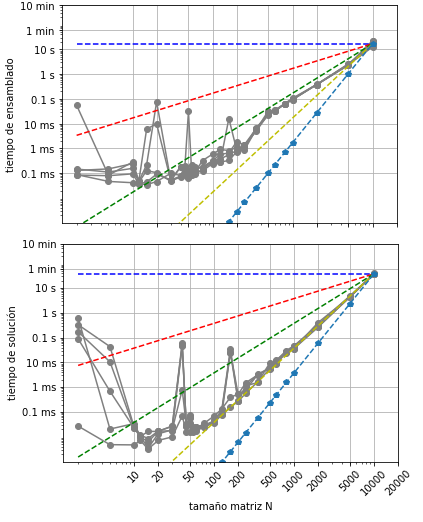 10 min
1 min
10 s
1 s
0.1 s
10 ms
1 ms
0.1 ms
tiempo de ensamblado
10 min
1 min
10 s
1 s
0.1 s
10 ms
1 ms
0.1 ms
tiempo de solución
10 20 50 100 200 500 1000 2000 5000 10000 20000
tamaño matriz N